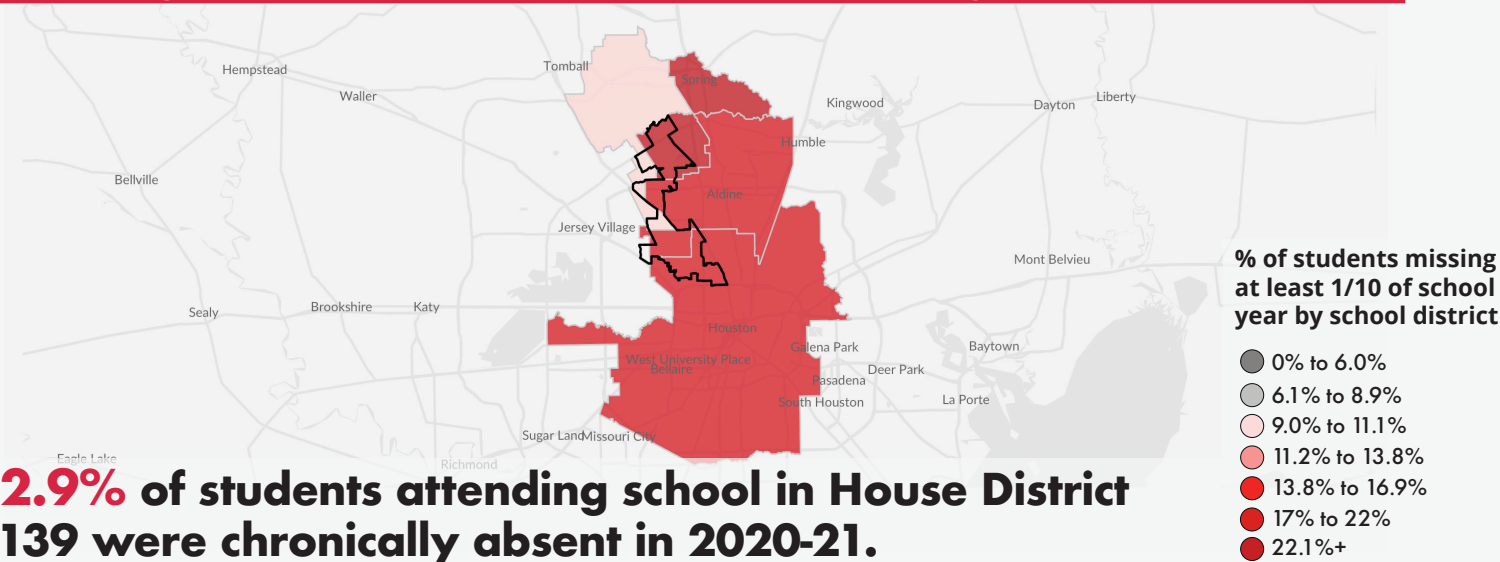 Tomball
Spring
Hempstead
Waller
Kingwood
Dayton
Liberty
Humble
Bellville
Aldine
Jersey Village
Mont Belvieu
Sealy
Brookshire
Katy
Houston
Galena Park
Baytown
West University Place
Bellaire
Deer Park
Pasadena
La Porte
South Houston
Sugar Land
Missouri City
Eagle Lake
Richmond
% of students missing
at least 1/10 of school
year by school district
0% to 6.0%
6.1% to 8.9%
9.0% to 11.1%
11.2% to 13.8%
13.8% to 16.9%
17% to 22%
22.1%+
2.9% of students attending school in House District
139 were chronically absent in 2020-21.